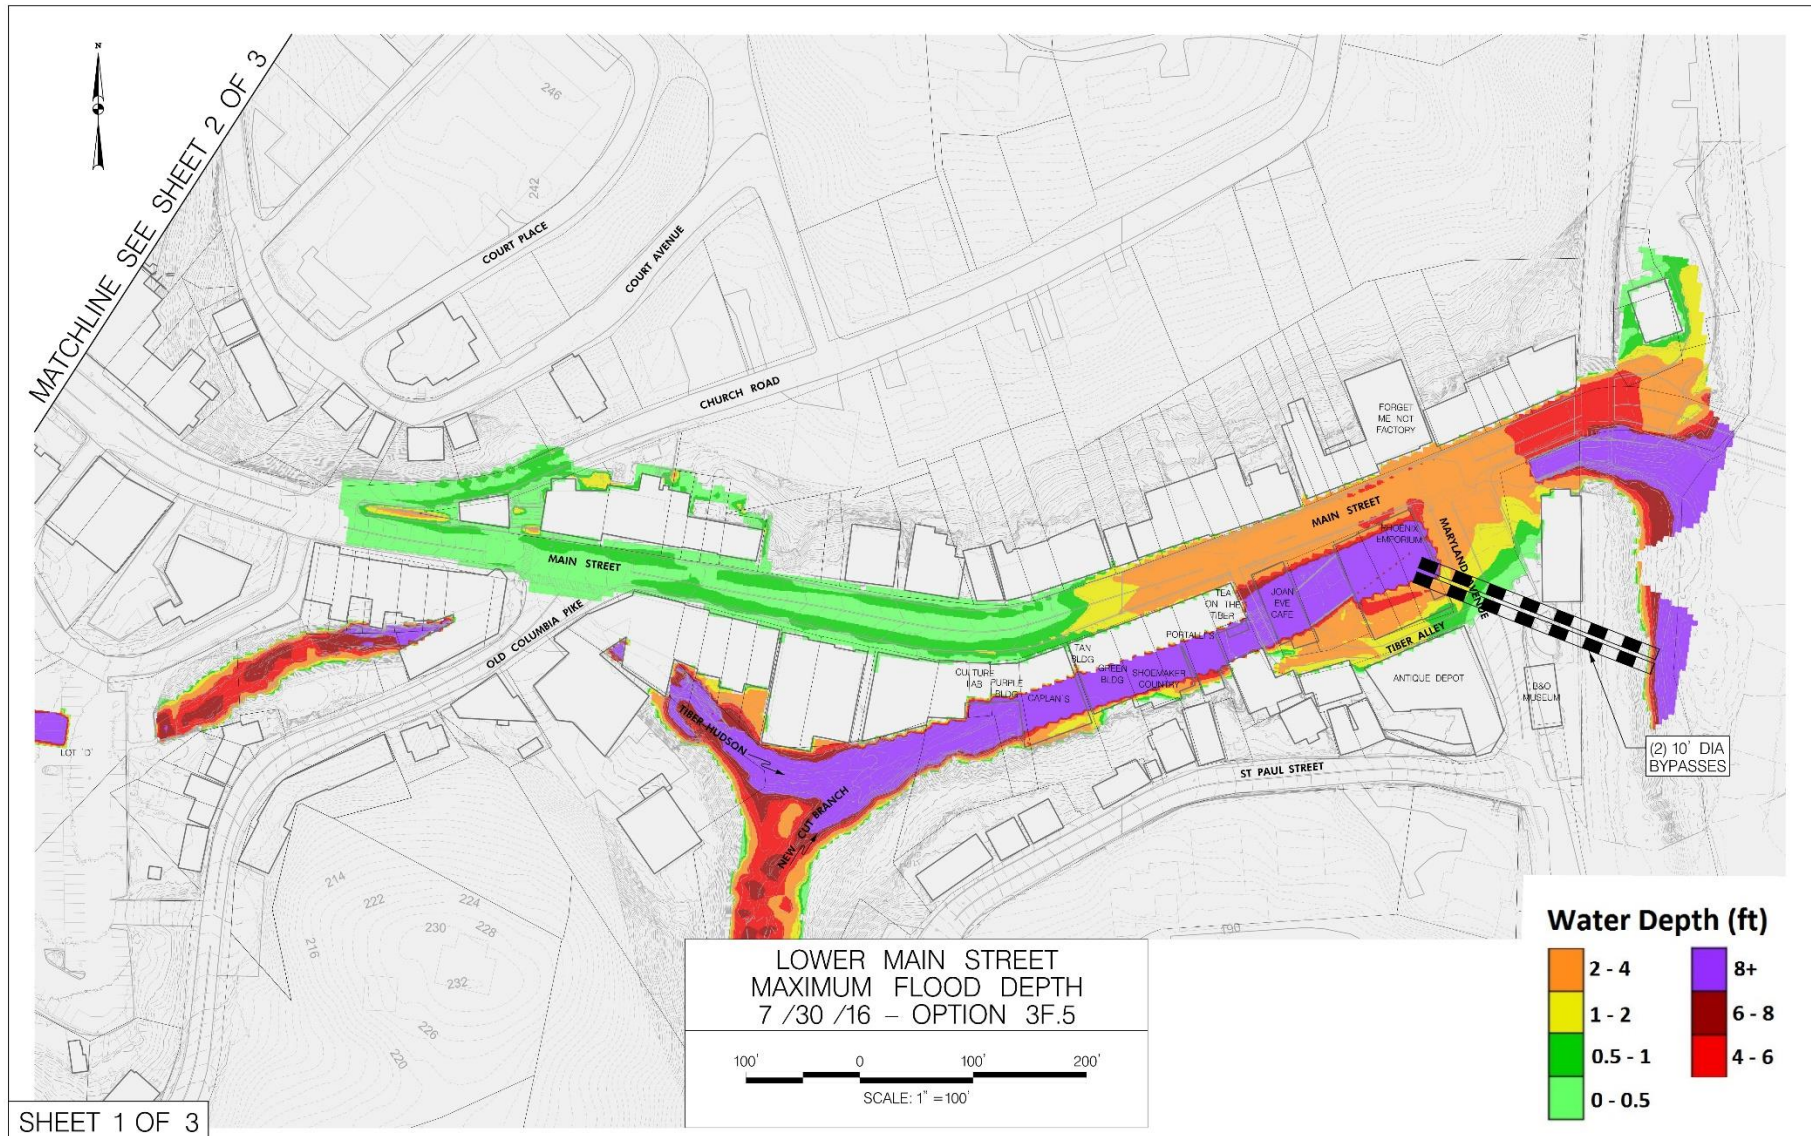 N
MATCHLINE SEE SHEET 2 OF 3
246
242
COURT PLACE
COURT AVENUE
CHURCH ROAD
FORGET
ME NOT
FACTORY
MAIN STREET
MAIN STREET
PHOENIX
EMPORIUM
MARYLAND AVENUE
TEA
ON THE
TIBER
JOAN
EVE
CAFE
PORTALLI'S
TAN
BLDG
GREEN
BLDG
SHOEMAKER
COUNTRY
CULTURE
LAB
PURPLE
BLDG
CAPLAN'S
TIBER ALLEY
ANTIQUE DEPOT
B&O
MUSEUM
OLD COLUMBIA PIKE
LOT 'D'
TIBER-HUDSON
NEW CUT BRANCH
ST PAUL STREET
(2) 10' DIA
BYPASSES
214
222
224
230
228
216
232
226
220
190
LOWER MAIN STREET
MAXIMUM FLOOD DEPTH
7 /30 /16 - OPTION 3F.5
100' 0 100' 200'
SCALE: 1" =100'
Water Depth (ft)
2 - 4
8+
1 - 2
6 - 8
0.5 - 1
4 - 6
0 - 0.5
SHEET 1 OF 3